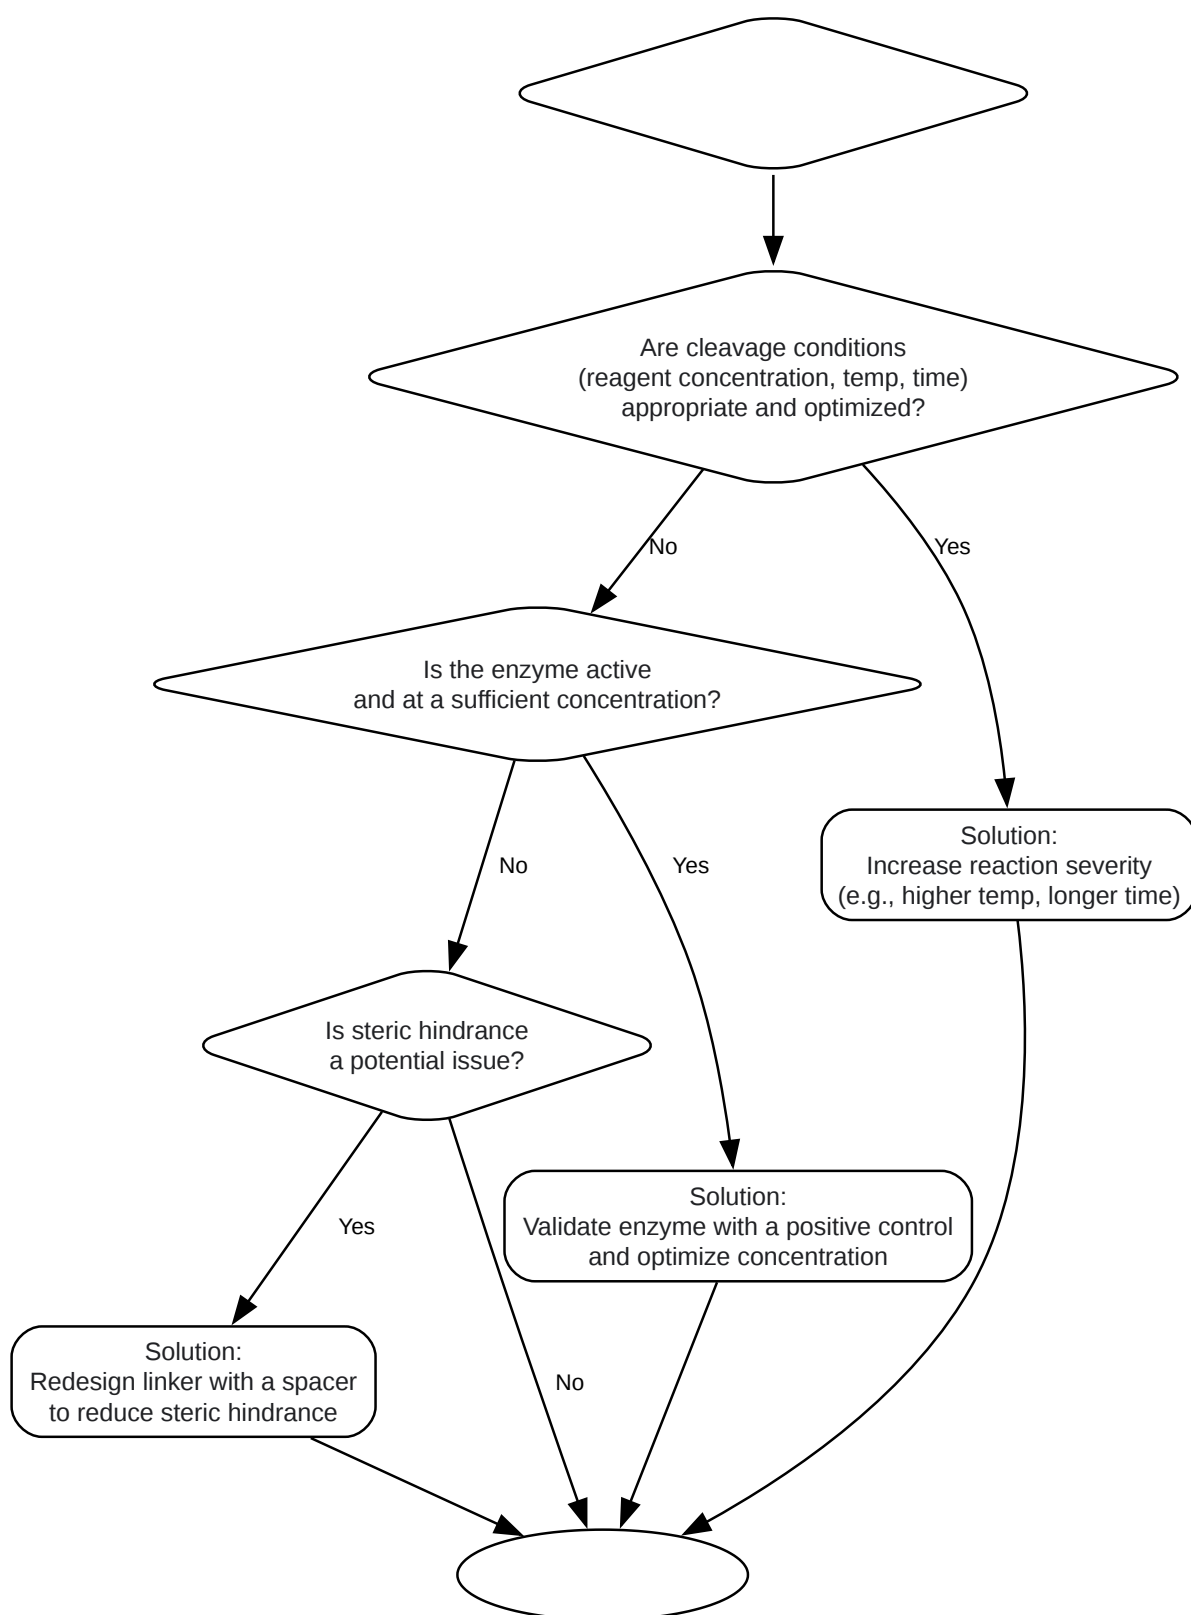 Are cleavage conditions
(reagent concentration, temp, time)
appropriate and optimized?
No
Yes
Is the enzyme active
and at a sufficient concentration?
Solution:
Increase reaction severity
(e.g., higher temp, longer time)
No
Yes
Is steric hindrance
a potential issue?
Solution:
Validate enzyme with a positive control
and optimize concentration
Yes
Solution:
Redesign linker with a spacer
to reduce steric hindrance
No